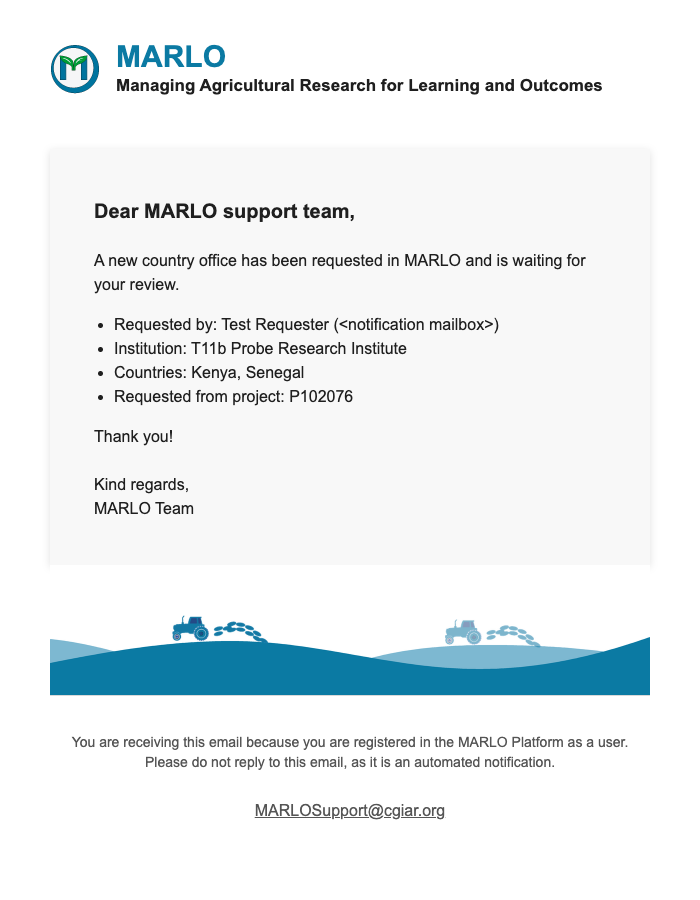 MARLO
Managing Agricultural Research for Learning and Outcomes
Dear MARLO support team,
A new country office has been requested in MARLO and is waiting for
your review.
• Requested by: Test Requester (<notification mailbox>)
• Institution: T11b Probe Research Institute
• Countries: Kenya, Senegal
• Requested from project: P102076
Thank you!
Kind regards,
MARLO Team
You are receiving this email because you are registered in the MARLO Platform as a user.
Please do not reply to this email, as it is an automated notification.
MARLOSupport@cgiar.org